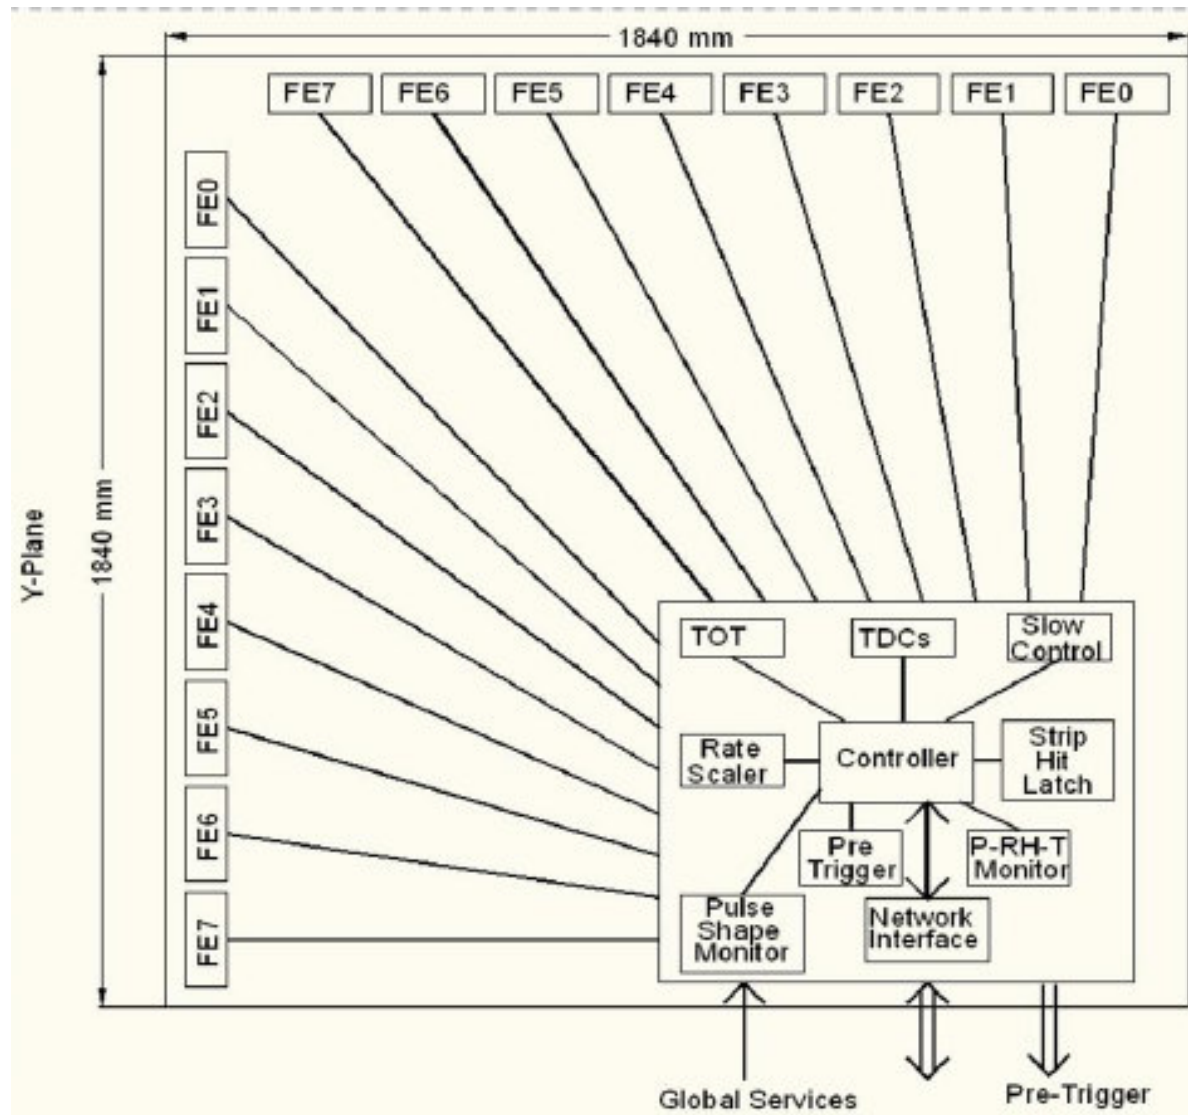 1840 mm
FE7 FE6 FE5 FE4 FE3 FE2 FE1 FE0
FE0
FE1
FE2
FE3
FE4
FE5
FE6
FE7
Y-Plane
1840 mm
TOT
TDCs
Slow
Control
Rate
Scaler
Controller
Strip
Hit
Latch
Pre
Trigger
P-RH-T
Monitor
Pulse
Shape
Monitor
Network
Interface
Global Services
Pre-Trigger